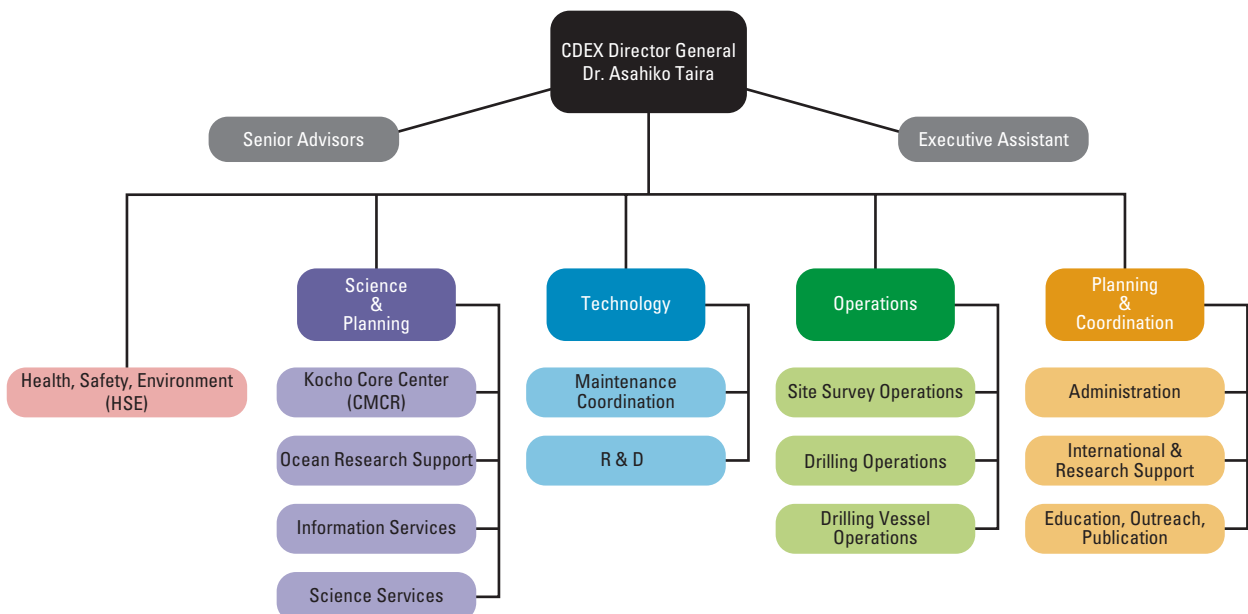 CDEX Director General
Dr. Asahiko Taira
Senior Advisors
Executive Assistant
Science
&
Planning
Technology
Operations
Planning
&
Coordination
Health, Safety, Environment
(HSE)
Kocho Core Center
(CMCR)
Maintenance
Coordination
Site Survey Operations
Administration
Ocean Research Support
R & D
Drilling Operations
International &
Research Support
Information Services
Drilling Vessel
Operations
Education, Outreach,
Publication
Science Services